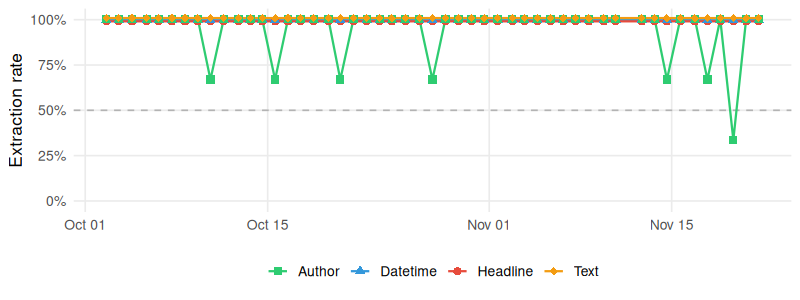 Extraction rate
100%
75%
50%
25%
0%
Oct 01 Oct 15 Nov 01 Nov 15
Author Datetime Headline Text